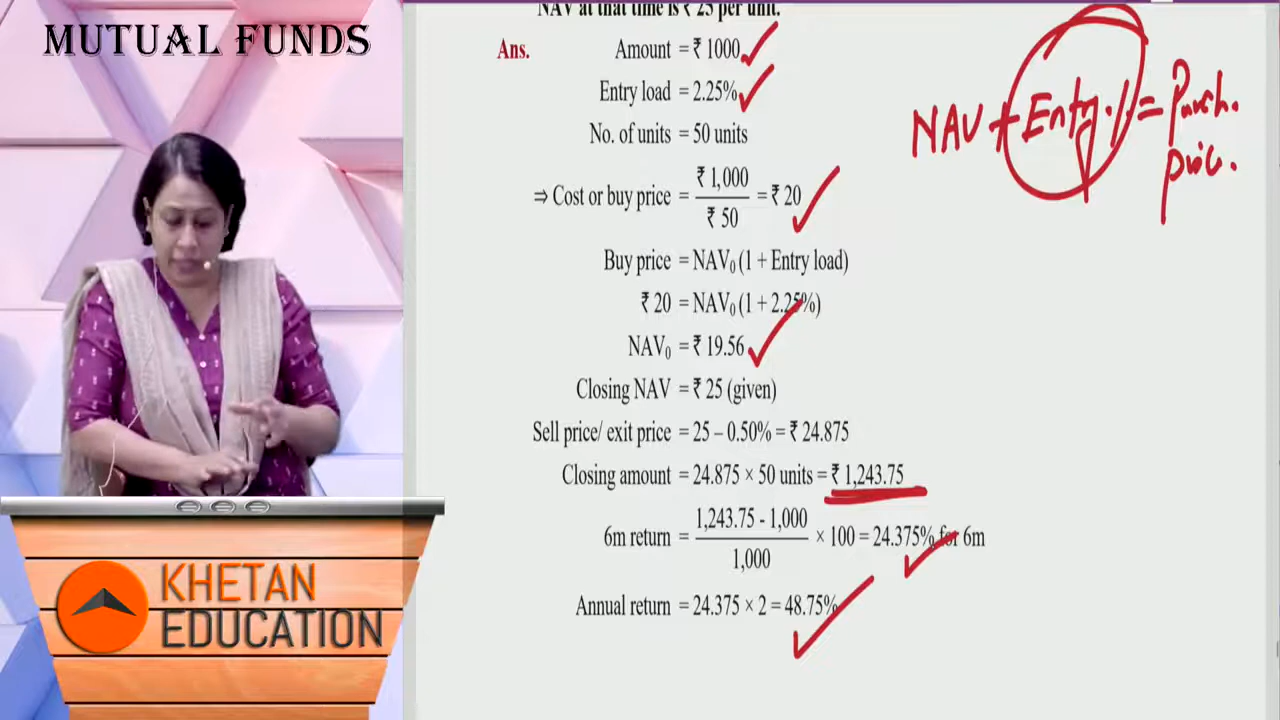 MUTUAL FUNDS
NAV at that time is ₹ 25 per unit.
Ans. Amount = ₹ 1000
Entry load = 2.25%
No. of units = 50 units
⇒ Cost or buy price = ₹ 1,000 / ₹ 50 = ₹ 20
Buy price = NAV₀ (1 + Entry load)
₹ 20 = NAV₀ (1 + 2.25%)
NAV₀ = ₹ 19.56
Closing NAV = ₹ 25 (given)
Sell price/ exit price = 25 – 0.50% = ₹ 24.875
Closing amount = 24.875 × 50 units = ₹ 1,243.75
6m return = 1,243.75 - 1,000 / 1,000 × 100 = 24.375% for 6m
Annual return = 24.375 × 2 = 48.75%
NAV + Entry = Purch.
pric.
KHETAN
EDUCATION